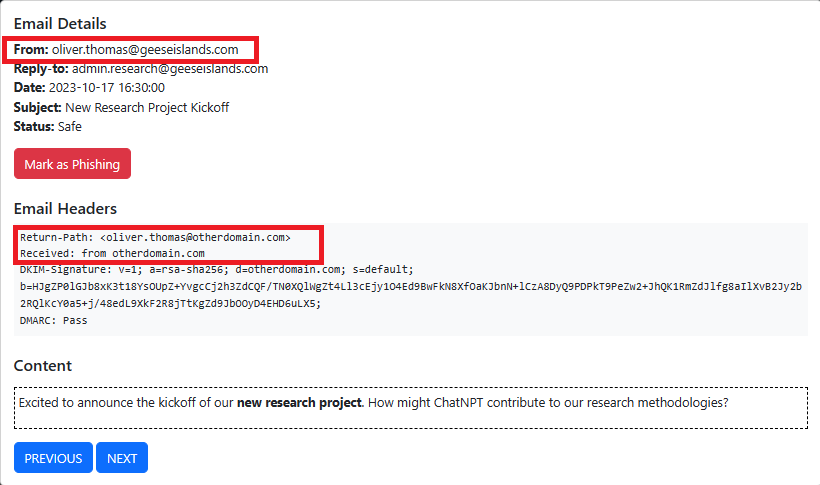 Email Details
From: oliver.thomas@geeseislands.com
Reply-to: admin.research@geeseislands.com
Date: 2023-10-17 16:30:00
Subject: New Research Project Kickoff
Status: Safe
Mark as Phishing
Email Headers
Return-Path: <oliver.thomas@otherdomain.com>
Received: from otherdomain.com
DKIM-Signature: v=1; a=rsa-sha256; d=otherdomain.com; s=default;
b=HJgZP0lGJb8xK3t18YsOUpZ+YvgcCj2h3ZdCQF/TN0XQlWgZt4Ll3cEjy1O4Ed9BwFkN8XfOaKJbnN+lCzA8DyQ9PDPkT9PeZw2+JhQK1RmZdJlfg8aIlXvB2Jy2b
2RQlKcY0a5+j/48edL9XkF2R8jTtKgZd9JbOOyD4EHD6uLX5;
DMARC: Pass
Content
Excited to announce the kickoff of our new research project. How might ChatNPT contribute to our research methodologies?
PREVIOUS NEXT